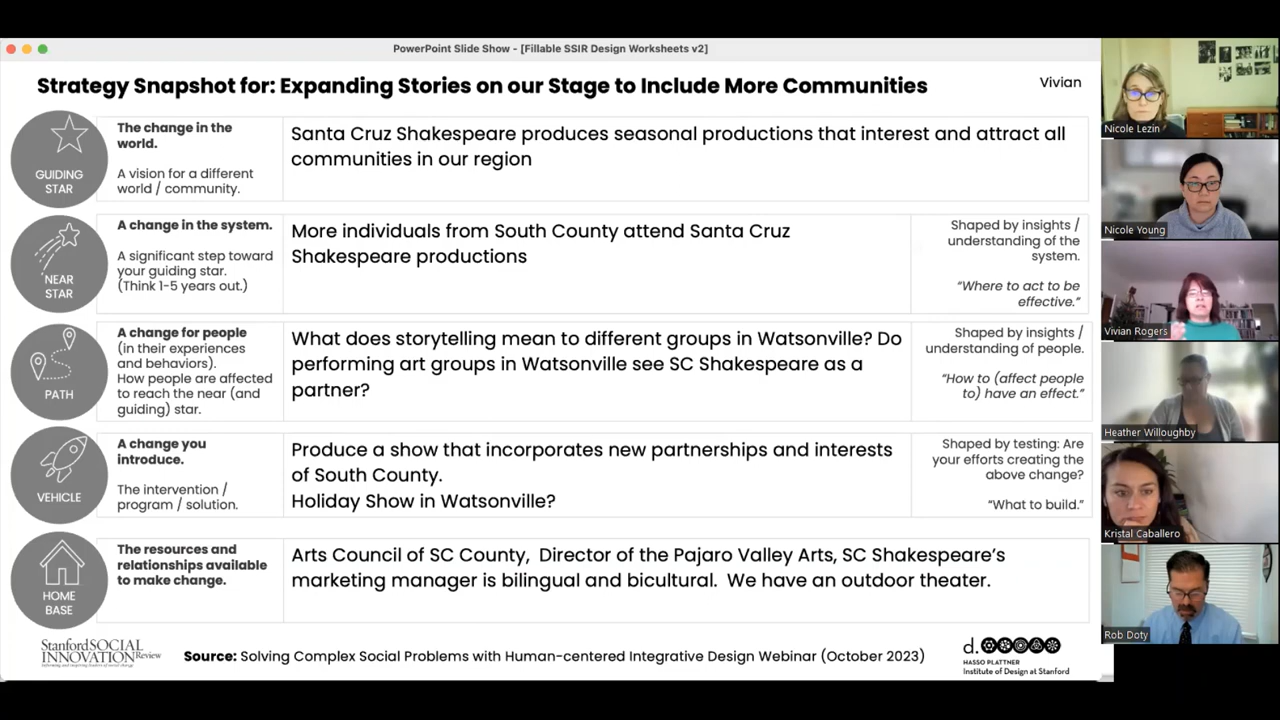 PowerPoint Slide Show - [Fillable SSIR Design Worksheets v2]
Strategy Snapshot for: Expanding Stories on our Stage to Include More Communities
Vivian
GUIDING
STAR
The change in the
world.
A vision for a different
world / community.
Santa Cruz Shakespeare produces seasonal productions that interest and attract all
communities in our region
NEAR
STAR
A change in the system.
A significant step toward
your guiding star.
(Think 1-5 years out.)
More individuals from South County attend Santa Cruz
Shakespeare productions
Shaped by insights /
understanding of the
system.
“Where to act to be
effective.”
PATH
A change for people
(in their experiences
and behaviors).
How people are affected
to reach the near (and
guiding) star.
What does storytelling mean to different groups in Watsonville? Do
performing art groups in Watsonville see SC Shakespeare as a
partner?
Shaped by insights /
understanding of people.
“How to (affect people
to) have an effect.”
VEHICLE
A change you
introduce.
The intervention /
program / solution.
Produce a show that incorporates new partnerships and interests
of South County.
Holiday Show in Watsonville?
Shaped by testing: Are
your efforts creating the
above change?
“What to build.”
HOME
BASE
The resources and
relationships available
to make change.
Arts Council of SC County,  Director of the Pajaro Valley Arts, SC Shakespeare’s
marketing manager is bilingual and bicultural.  We have an outdoor theater.
Stanford SOCIAL
INNOVATION Review
Informing and inspiring leaders of social change
Source: Solving Complex Social Problems with Human-centered Integrative Design Webinar (October 2023)
d.
HASSO PLATTNER
Institute of Design at Stanford
Nicole Lezin
Nicole Young
Vivian Rogers
Heather Willoughby
Kristal Caballero
Rob Doty